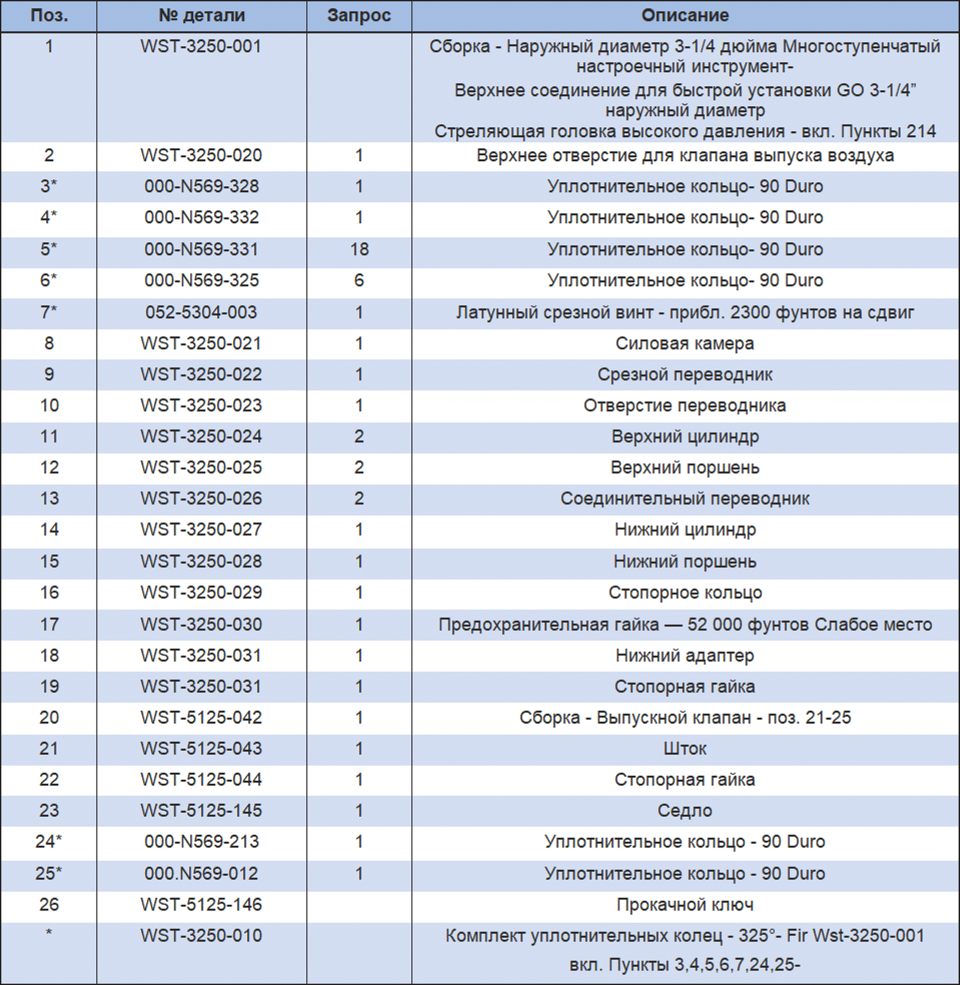 Поз. № детали Запрос Описание
1 WST-3250-001 Сборка - Наружный диаметр 3-1/4 дюйма Многоступенчатый
настроечный инструмент-
Верхнее соединение для быстрой установки GO 3-1/4”
наружный диаметр
Стреляющая головка высокого давления - вкл. Пункты 214
2 WST-3250-020 1 Верхнее отверстие для клапана выпуска воздуха
3* 000-N569-328 1 Уплотнительное кольцо- 90 Duro
4* 000-N569-332 1 Уплотнительное кольцо- 90 Duro
5* 000-N569-331 18 Уплотнительное кольцо- 90 Duro
6* 000-N569-325 6 Уплотнительное кольцо- 90 Duro
7* 052-5304-003 1 Латунный срезной винт - прибл. 2300 фунтов на сдвиг
8 WST-3250-021 1 Силовая камера
9 WST-3250-022 1 Срезной переводник
10 WST-3250-023 1 Отверстие переводника
11 WST-3250-024 2 Верхний цилиндр
12 WST-3250-025 2 Верхний поршень
13 WST-3250-026 2 Соединительный переводник
14 WST-3250-027 1 Нижний цилиндр
15 WST-3250-028 1 Нижний поршень
16 WST-3250-029 1 Стопорное кольцо
17 WST-3250-030 1 Предохранительная гайка — 52 000 фунтов Слабое место
18 WST-3250-031 1 Нижний адаптер
19 WST-3250-031 1 Стопорная гайка
20 WST-5125-042 1 Сборка - Выпускной клапан - поз. 21-25
21 WST-5125-043 1 Шток
22 WST-5125-044 1 Стопорная гайка
23 WST-5125-145 1 Седло
24* 000-N569-213 1 Уплотнительное кольцо - 90 Duro
25* 000.N569-012 1 Уплотнительное кольцо - 90 Duro
26 WST-5125-146 Прокачной ключ
* WST-3250-010 Комплект уплотнительных колец - 325°- Fir Wst-3250-001
вкл. Пункты 3,4,5,6,7,24,25-